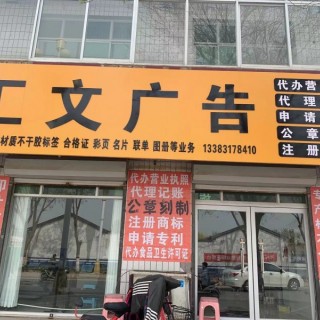 汇文广告
材质不干胶标签 合格证 彩页 名片 联单 图册等业务 13383178410
代办营
代理
申请
公章
注册
代办营业执照
代理记账
公章刻制
注册商标
申请专利
代办食品卫生许可证